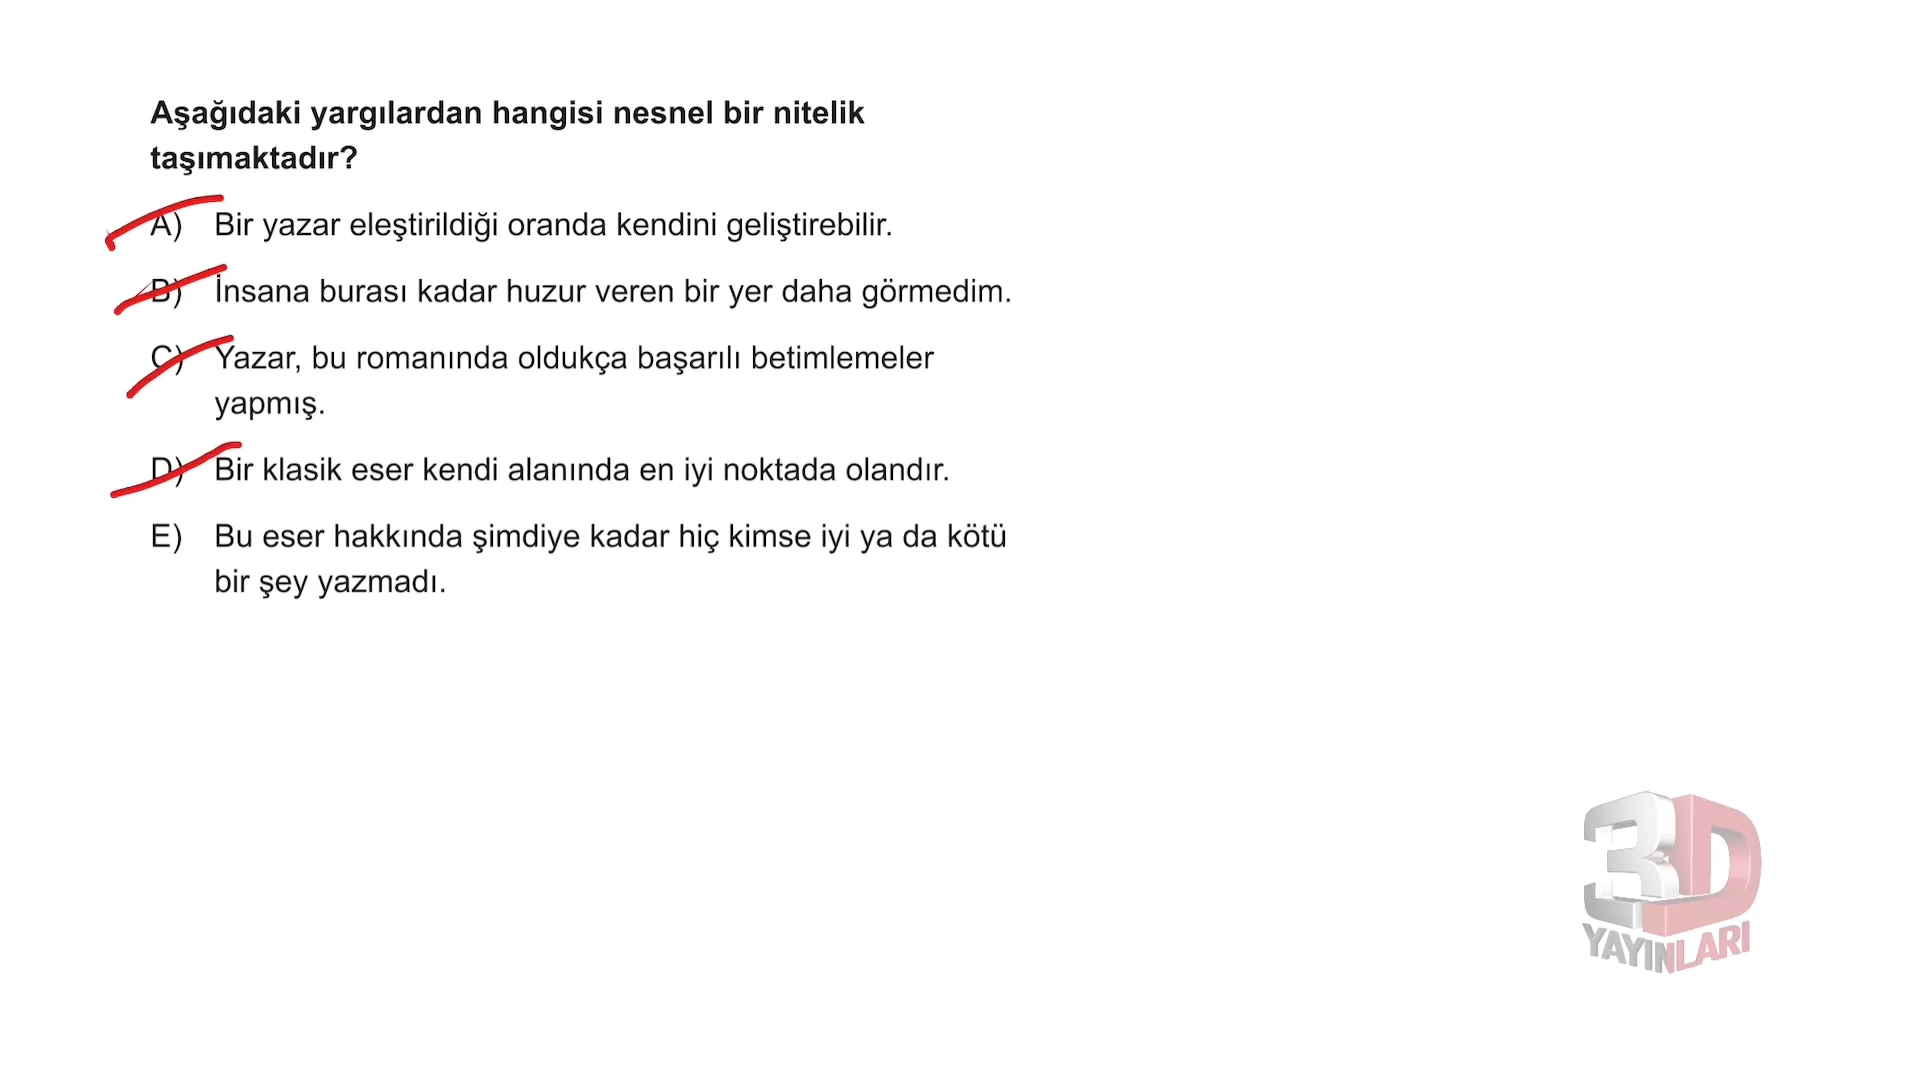 Aşağıdaki yargılardan hangisi nesnel bir nitelik
taşımaktadır?
A) Bir yazar eleştirildiği oranda kendini geliştirebilir.
B) İnsana burası kadar huzur veren bir yer daha görmedim.
C) Yazar, bu romanında oldukça başarılı betimlemeler
yapmış.
D) Bir klasik eser kendi alanında en iyi noktada olandır.
E) Bu eser hakkında şimdiye kadar hiç kimse iyi ya da kötü
bir şey yazmadı.
3D
YAYINLARI